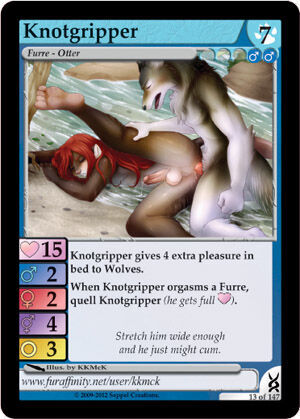 Knotgripper
7
Furre - Otter
15
Knotgripper gives 4 extra pleasure in
bed to Wolves.
2
When Knotgripper orgasms a Furre,
quell Knotgripper (he gets full ).
2
4
Stretch him wide enough
and he just might cum.
3
Illus. by KKMcK
www.furaffinity.net/user/kkmck
13 of 147
© 2009-2012 Seppel Creations.